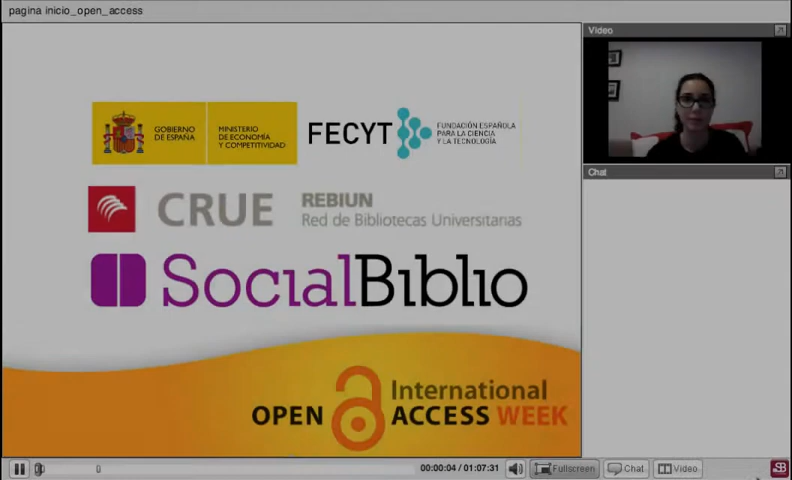 pagina inicio_open_access
Video
GOBIERNO
DE ESPAÑA
MINISTERIO
DE ECONOMÍA
Y COMPETITIVIDAD
FECYT
FUNDACIÓN ESPAÑOLA
PARA LA CIENCIA
Y LA TECNOLOGÍA
Chat
CRUE
REBIUN
Red de Bibliotecas Universitarias
SocialBiblio
International
OPEN ACCESS WEEK
00:00:04 / 01:07:31
Fullscreen
Chat
Video
SB